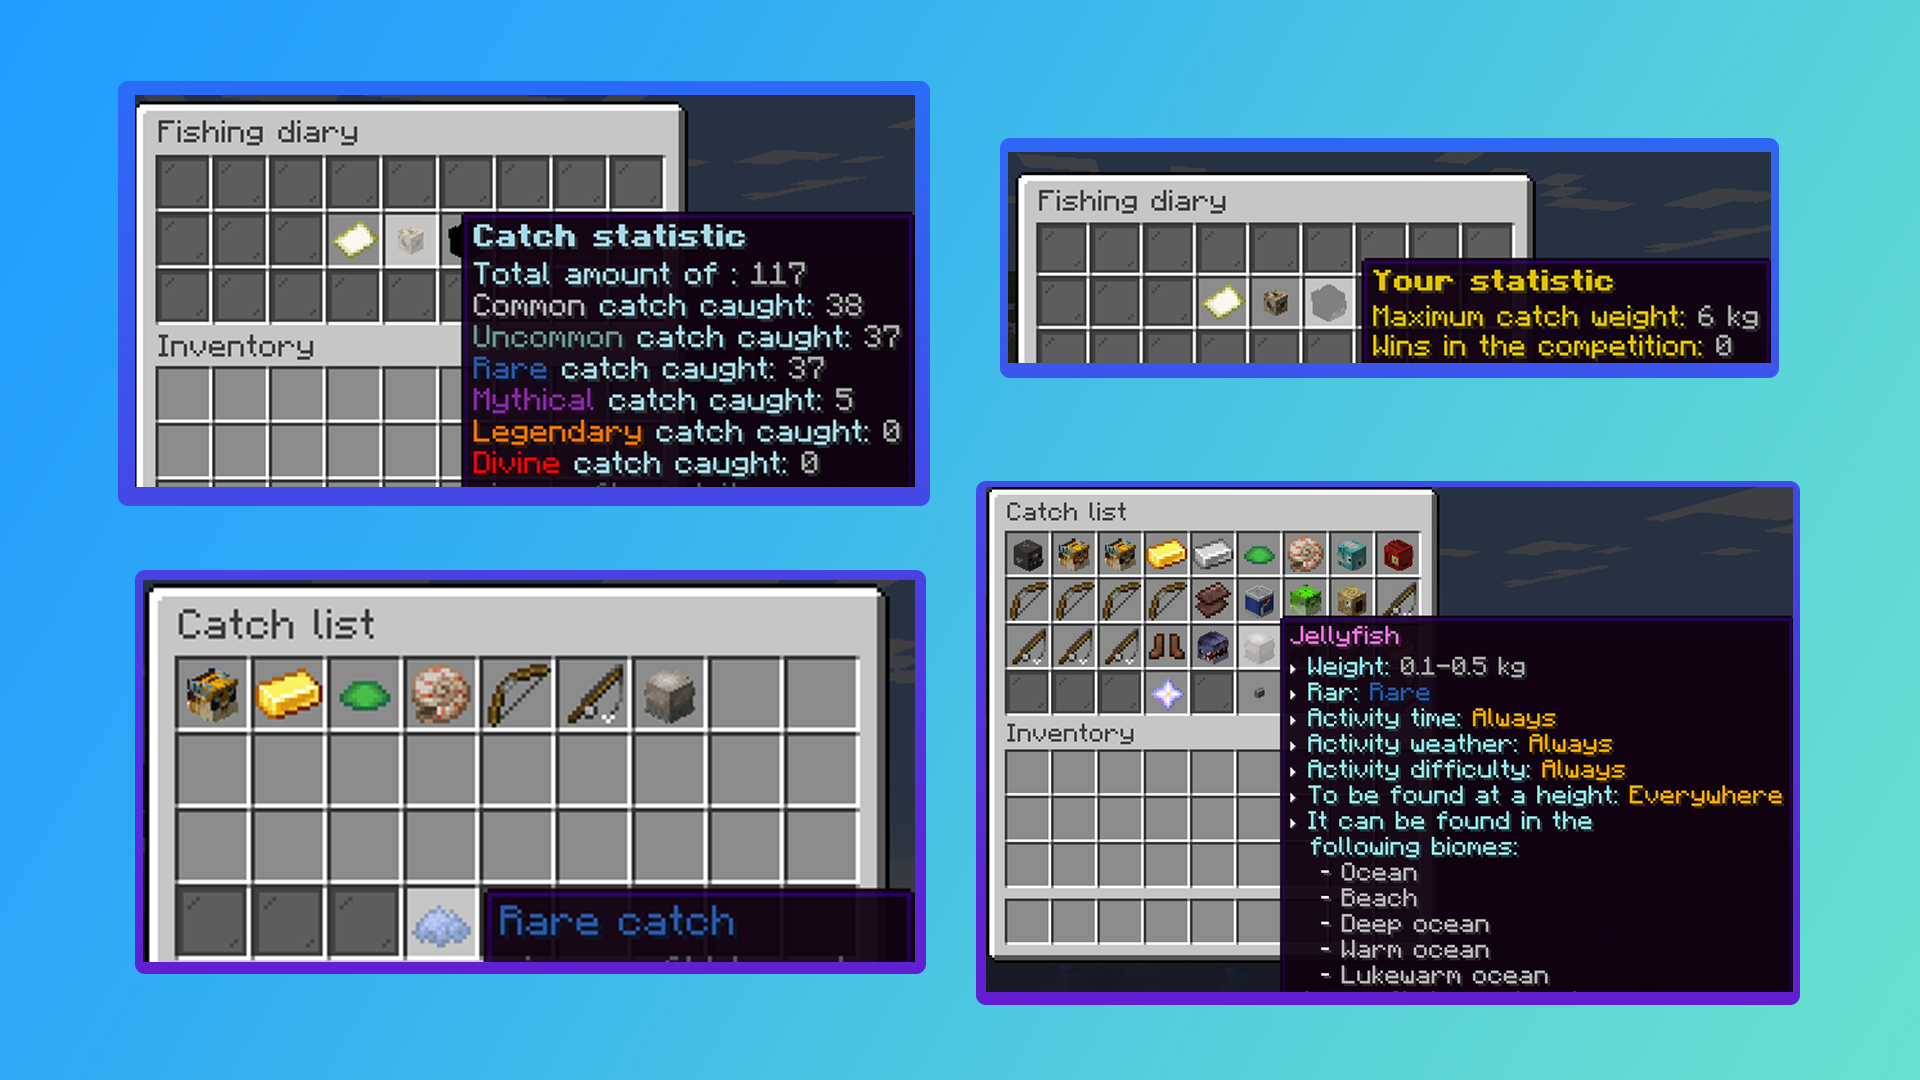 Fishing diary
Catch statistic
Total amount of : 117
Common catch caught: 38
Uncommon catch caught: 37
Rare catch caught: 37
Mythical catch caught: 5
Legendary catch caught: 0
Divine catch caught: 0
Inventory
Fishing diary
Your statistic
Maximum catch weight: 6 kg
Wins in the competition: 0
Catch list
Rare catch
Catch list
Jellyfish
Weight: 0.1-0.5 kg
Rar: Rare
Activity time: Always
Activity weather: Always
Activity difficulty: Always
To be found at a height: Everywhere
It can be found in the
following biomes:
- Ocean
- Beach
- Deep ocean
- Warm ocean
- Lukewarm ocean
Inventory